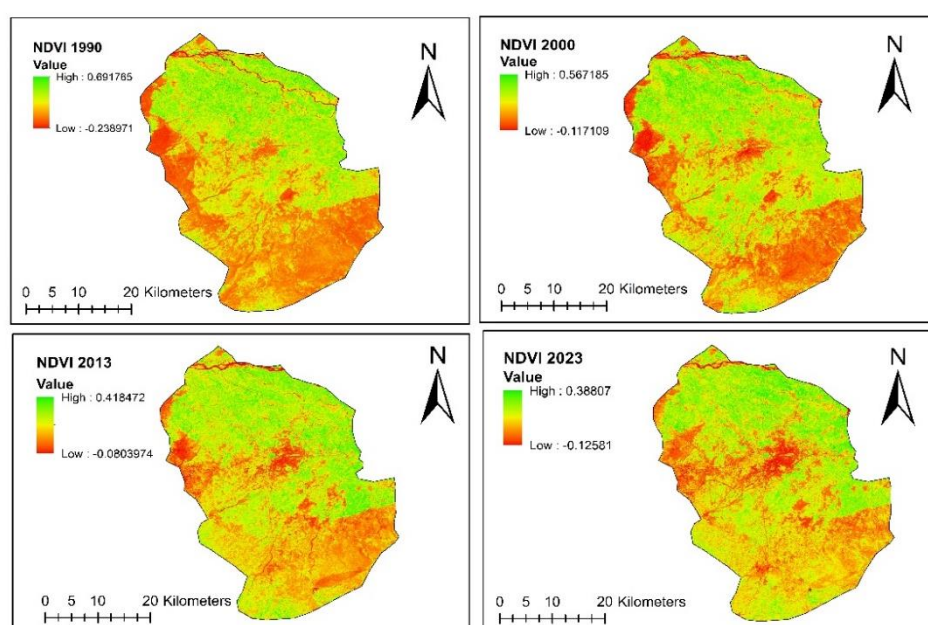 NDVI 1990
Value
High : 0.691765
Low : -0.238971
N
0 5 10 20 Kilometers
NDVI 2000
Value
High : 0.567185
Low : -0.117109
N
0 5 10 20 Kilometers
NDVI 2013
Value
High : 0.418472
Low : -0.0803974
N
0 5 10 20 Kilometers
NDVI 2023
Value
High : 0.38807
Low : -0.12581
N
0 5 10 20 Kilometers